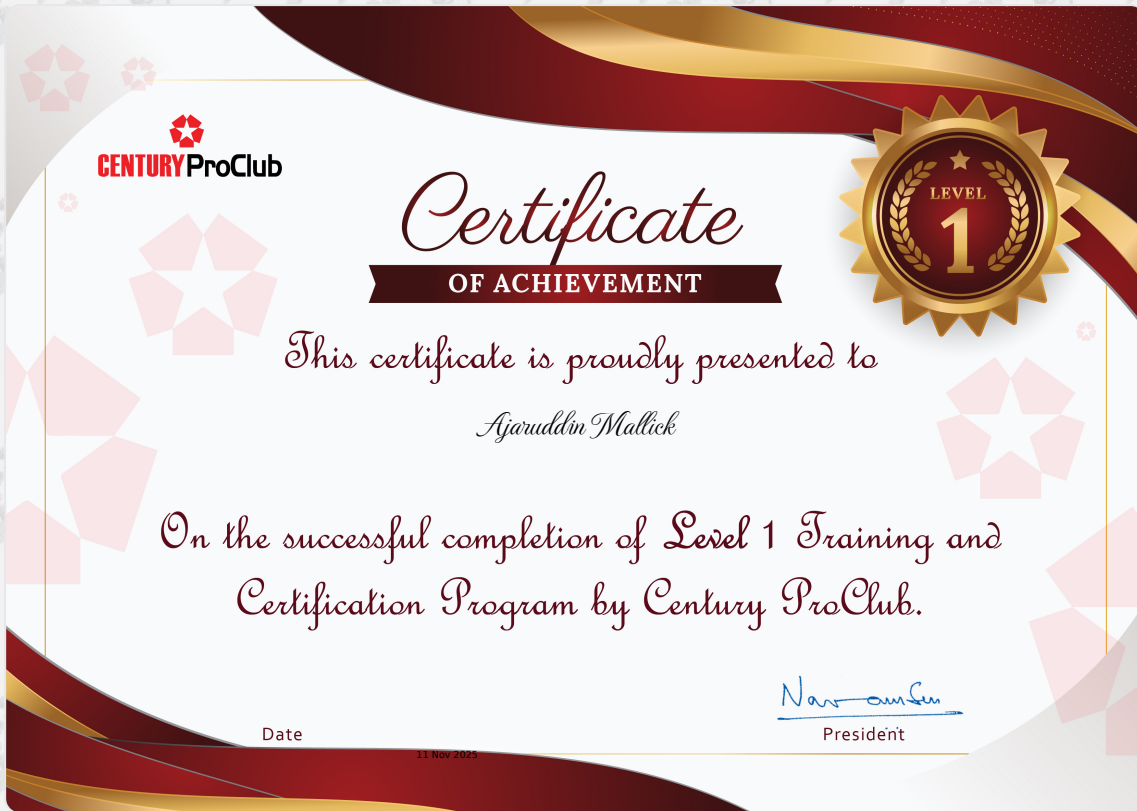 CENTURY ProClub
LEVEL
1
Certificate
OF ACHIEVEMENT
This certificate is proudly presented to
Ajaruddin Mallick
On the successful completion of Level 1 Training and
Certification Program by Century ProClub.
Date
President
11 Nov 2025